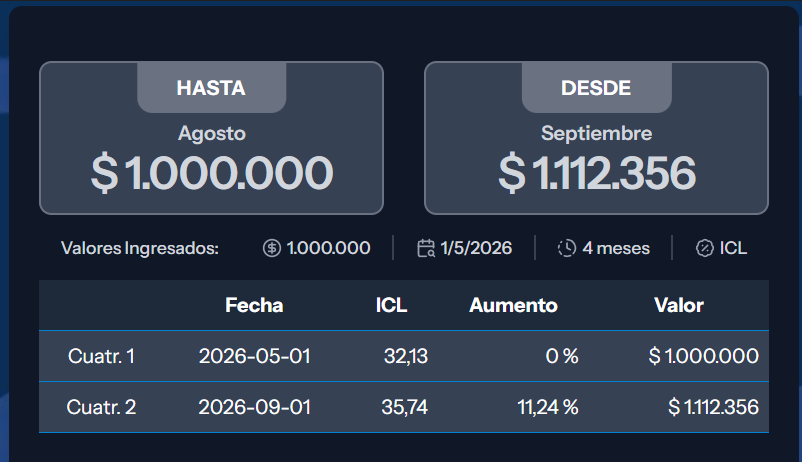 HASTA
Agosto
$ 1.000.000
DESDE
Septiembre
$ 1.112.356
Valores Ingresados: 1.000.000 1/5/2026 4 meses ICL
Fecha ICL Aumento Valor
Cuatr. 1 2026-05-01 32,13 0 % $ 1.000.000
Cuatr. 2 2026-09-01 35,74 11,24 % $ 1.112.356